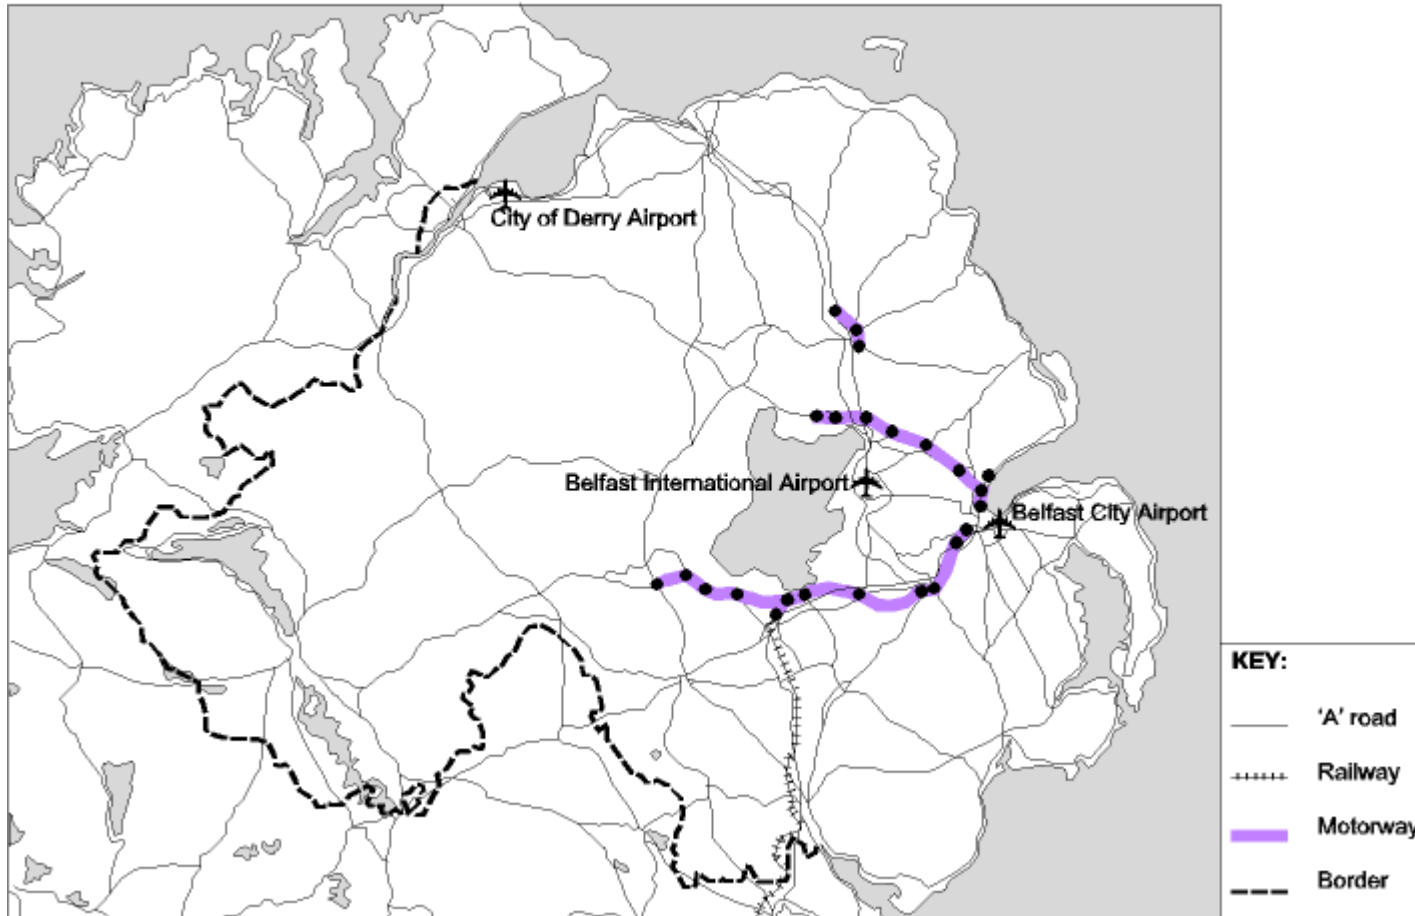 City of Derry Airport
Belfast International Airport
Belfast City Airport
KEY:
'A' road
Railway
Motorway
Border